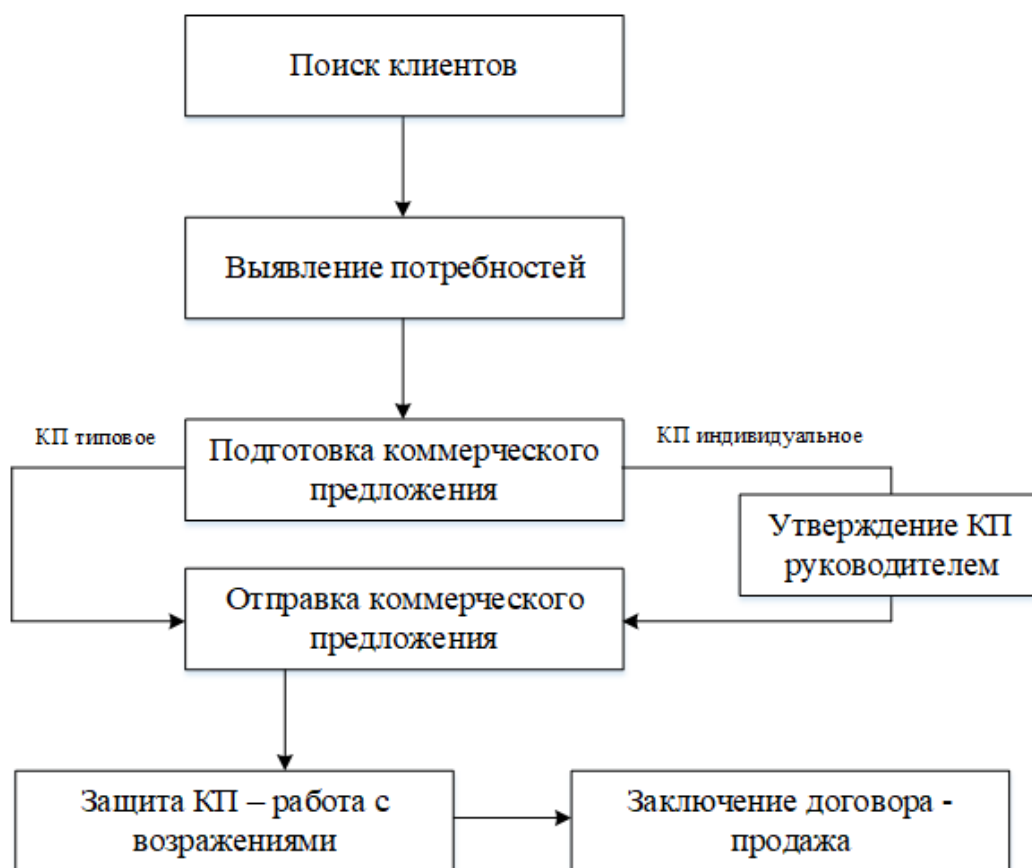 Поиск клиентов
Выявление потребностей
КП типовое
Подготовка коммерческого
предложения
КП индивидуальное
Утверждение КП
руководителем
Отправка коммерческого
предложения
Защита КП – работа с
возражениями
Заключение договора -
продажа